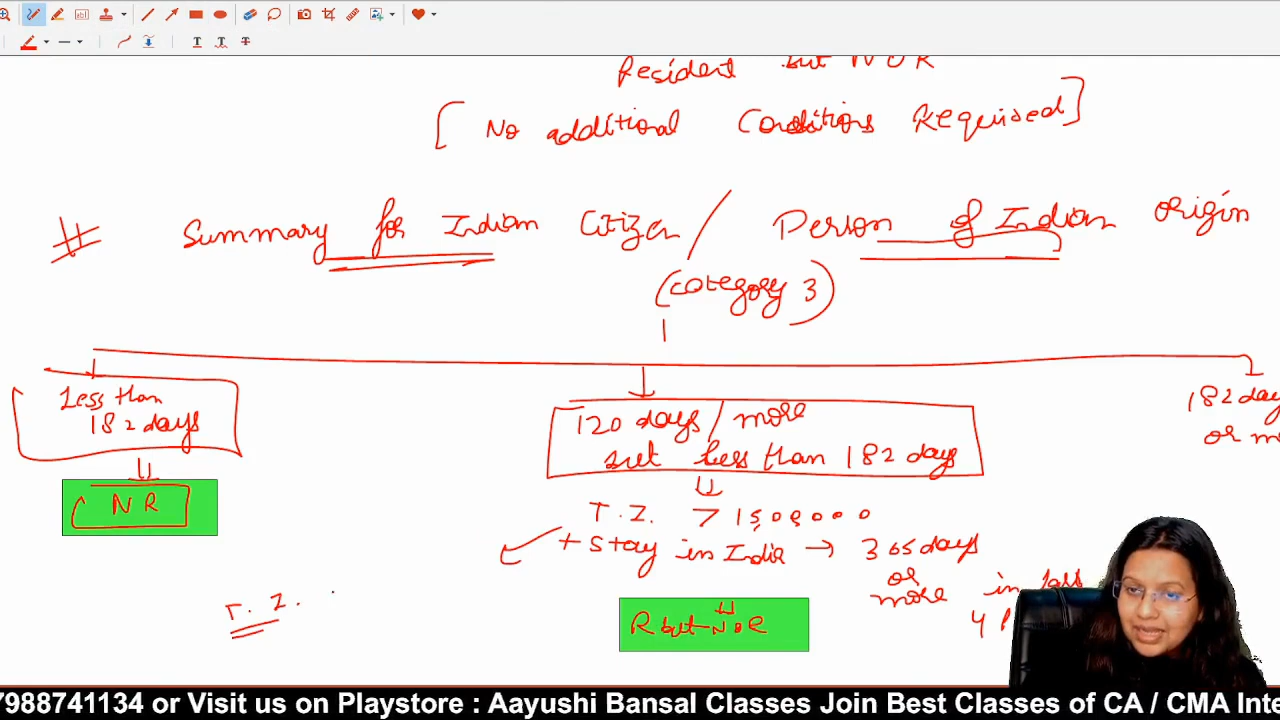 Resident but NOR
[ No additional Conditions Required ]
# Summary for Indian Citizen / Person of Indian origin
(category 3)
Less than
182 days
NR
120 days / more
but less than 182 days
T.I. > 1500000
+ Stay in India → 365 days
or
more in last
4 P
R but NOR
182 day
or m
T.I.
7988741134 or Visit us on Playstore : Aayushi Bansal Classes Join Best Classes of CA / CMA Inte